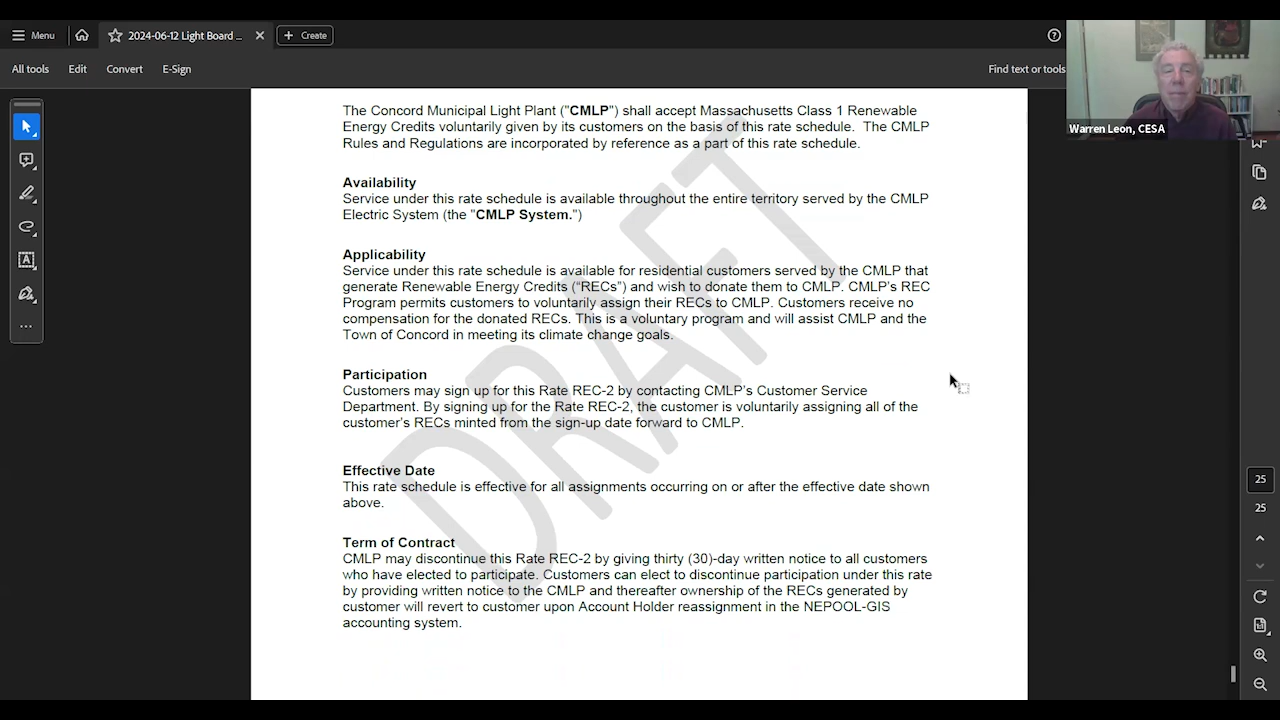 Menu
2024-06-12 Light Board ...
Create
All tools
Edit
Convert
E-Sign
Find text or tools
Warren Leon, CESA
The Concord Municipal Light Plant ("CMLP") shall accept Massachusetts Class 1 Renewable
Energy Credits voluntarily given by its customers on the basis of this rate schedule.  The CMLP
Rules and Regulations are incorporated by reference as a part of this rate schedule.
Availability
Service under this rate schedule is available throughout the entire territory served by the CMLP
Electric System (the "CMLP System.")
Applicability
Service under this rate schedule is available for residential customers served by the CMLP that
generate Renewable Energy Credits (“RECs”) and wish to donate them to CMLP. CMLP’s REC
Program permits customers to voluntarily assign their RECs to CMLP. Customers receive no
compensation for the donated RECs. This is a voluntary program and will assist CMLP and the
Town of Concord in meeting its climate change goals.
Participation
Customers may sign up for this Rate REC-2 by contacting CMLP’s Customer Service
Department. By signing up for the Rate REC-2, the customer is voluntarily assigning all of the
customer’s RECs minted from the sign-up date forward to CMLP.
Effective Date
This rate schedule is effective for all assignments occurring on or after the effective date shown
above.
Term of Contract
CMLP may discontinue this Rate REC-2 by giving thirty (30)-day written notice to all customers
who have elected to participate. Customers can elect to discontinue participation under this rate
by providing written notice to the CMLP and thereafter ownership of the RECs generated by
customer will revert to customer upon Account Holder reassignment in the NEPOOL-GIS
accounting system.
DRAFT
25
25